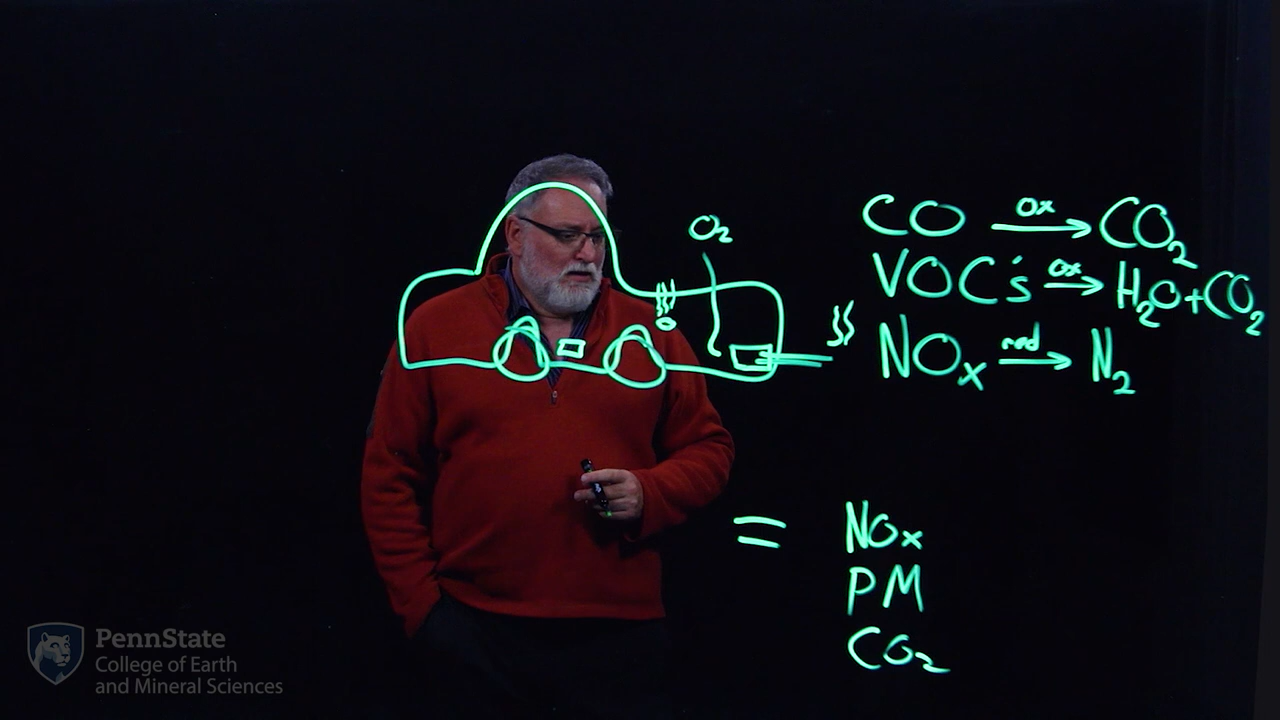 O₂
CO ox → CO₂
VOC's ox → H₂O + CO₂
NOx red → N₂
= NOx
PM
CO₂
PennState
College of Earth
and Mineral Sciences